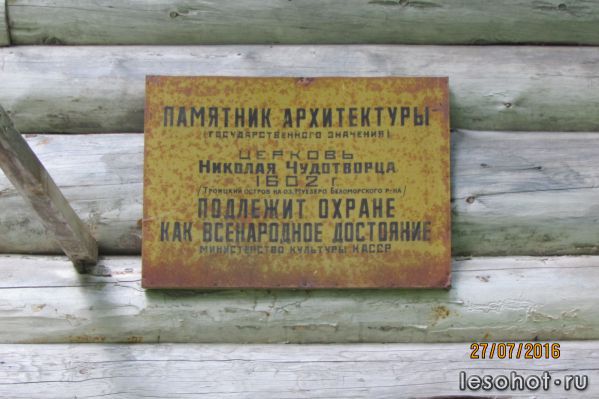 ПАМЯТНИК АРХИТЕКТУРЫ
(ГОСУДАРСТВЕННОГО ЗНАЧЕНИЯ)
ЦЕРКОВЬ
НИКОЛАЯ ЧУДОТВОРЦА
1602 г.
(ТРОИЦКИЙ ОСТРОВ НА ОЗ. МУЕЗЕРО БЕЛОМОРСКОГО Р-НА)
ПОДЛЕЖИТ ОХРАНЕ
КАК ВСЕНАРОДНОЕ ДОСТОЯНИЕ
МИНИСТЕРСТВО КУЛЬТУРЫ КАССР
27/07/2016
lesohot.ru